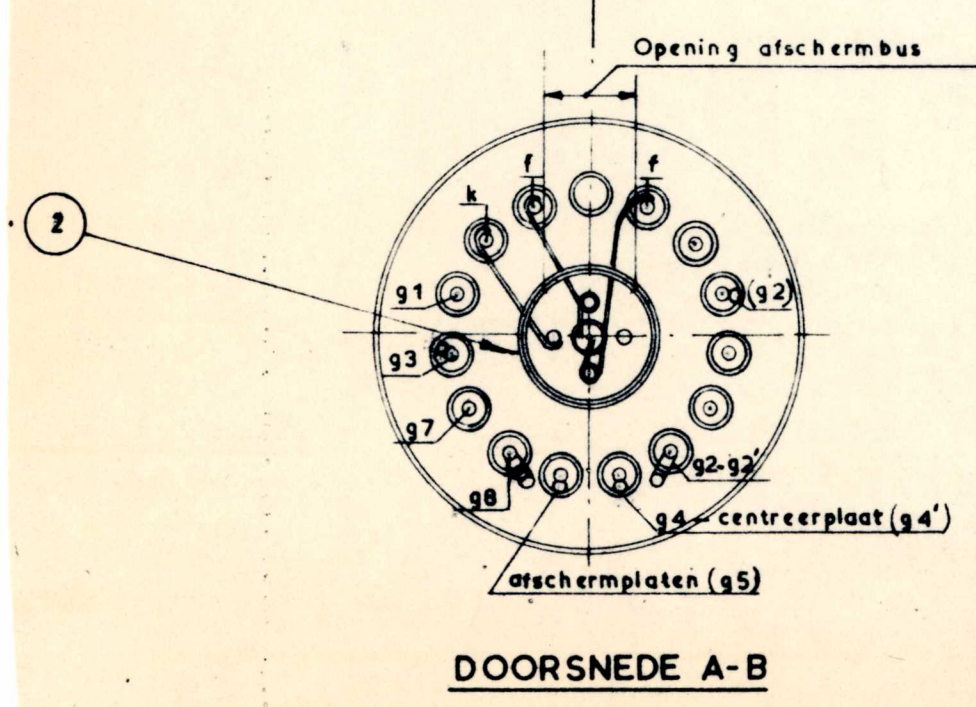 Opening afschermbus
f
f
k
2
g1
(g2)
g3
g7
g2-g2'
g8
g4 - centreerplaat (g4')
afschermplaten (g5)
DOORSNEDE A-B